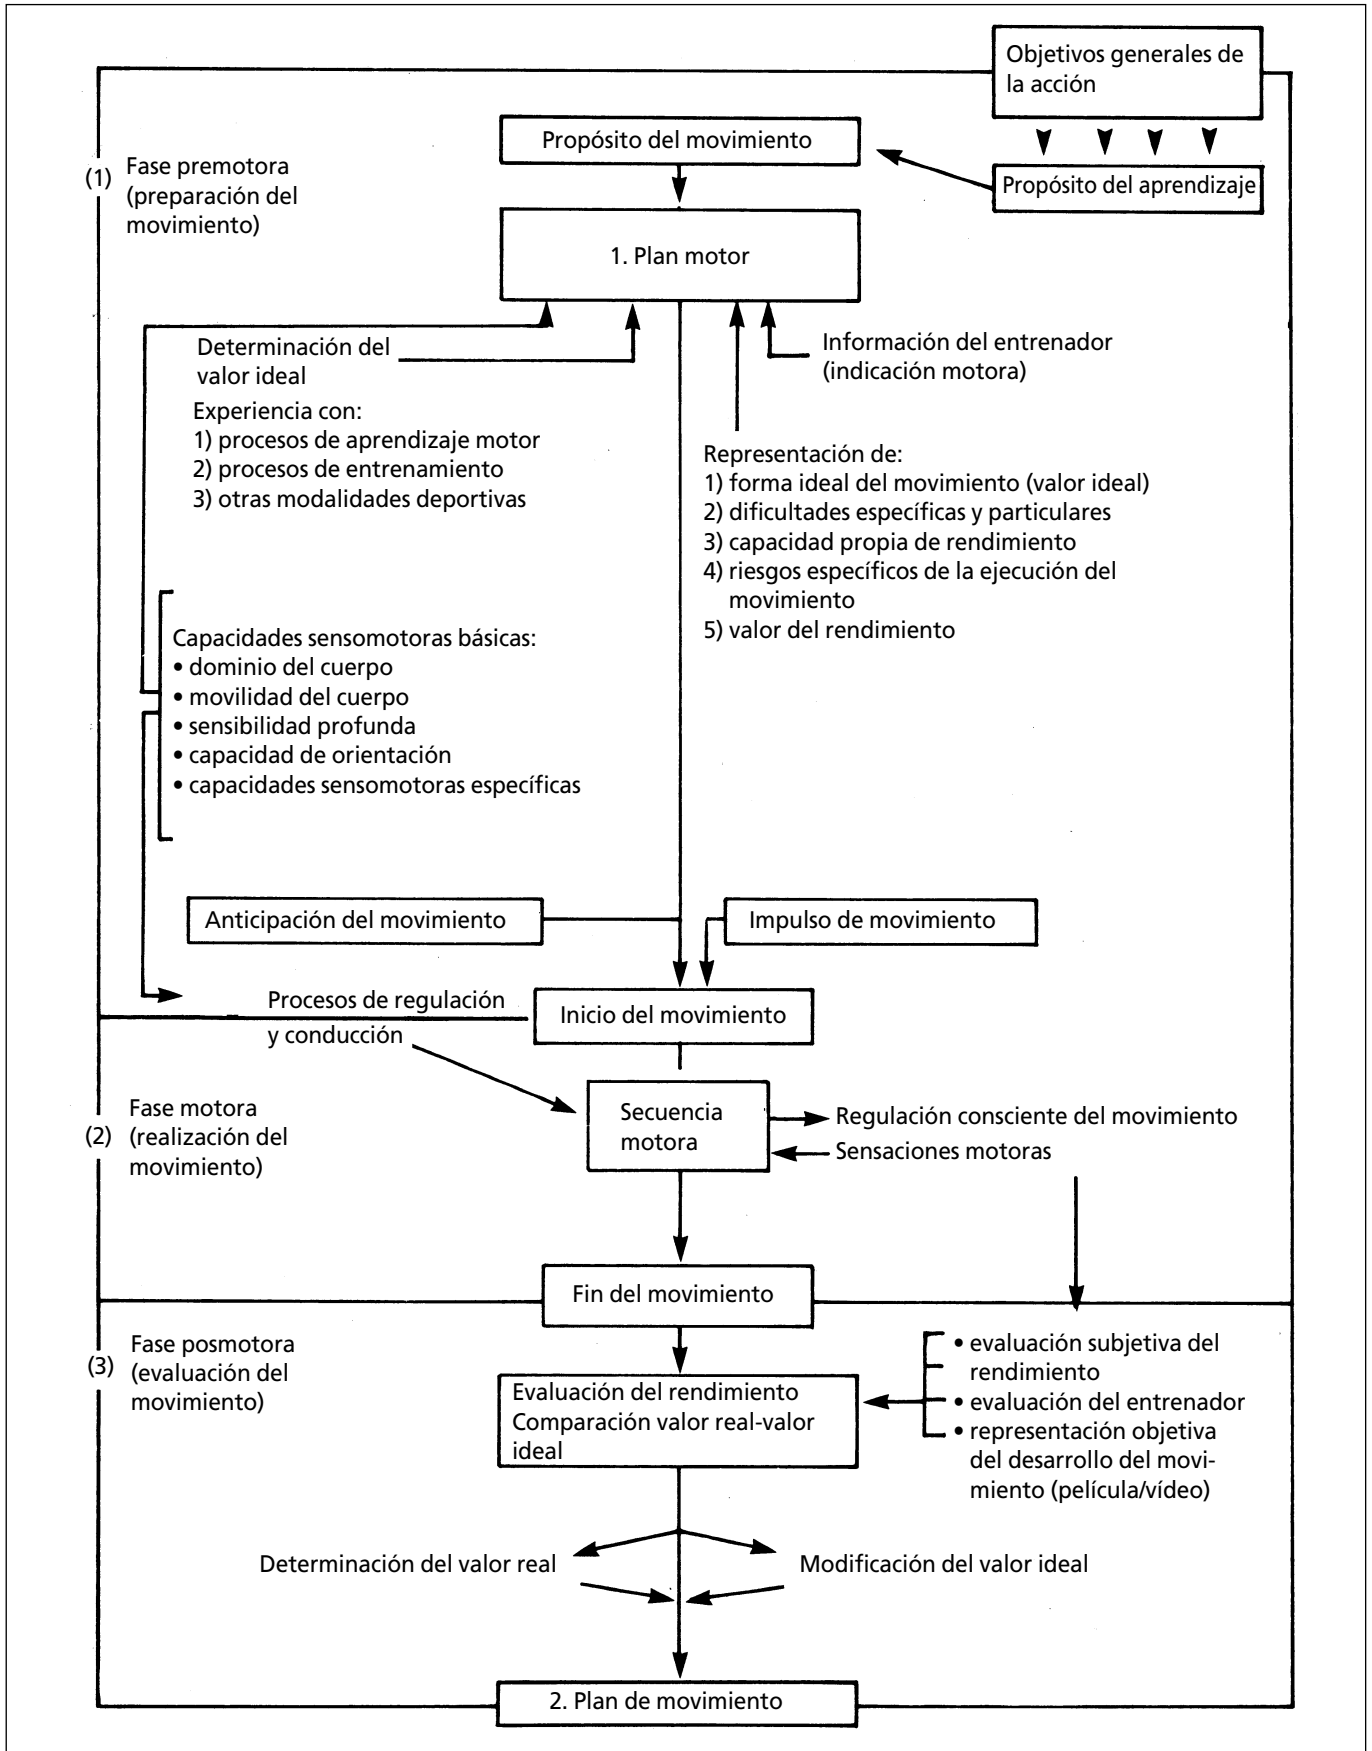 Objetivos generales de
la acción
Propósito del movimiento
Propósito del aprendizaje
(1) Fase premotora
(preparación del
movimiento)
1. Plan motor
Determinación del
valor ideal
Información del entrenador
(indicación motora)
Experiencia con:
1) procesos de aprendizaje motor
2) procesos de entrenamiento
3) otras modalidades deportivas
Representación de:
1) forma ideal del movimiento (valor ideal)
2) dificultades específicas y particulares
3) capacidad propia de rendimiento
4) riesgos específicos de la ejecución del
movimiento
5) valor del rendimiento
Capacidades sensomotoras básicas:
• dominio del cuerpo
• movilidad del cuerpo
• sensibilidad profunda
• capacidad de orientación
• capacidades sensomotoras específicas
Anticipación del movimiento
Impulso de movimiento
Procesos de regulación
y conducción
Inicio del movimiento
(2) Fase motora
(realización del
movimiento)
Secuencia
motora
Regulación consciente del movimiento
Sensaciones motoras
Fin del movimiento
(3) Fase posmotora
(evaluación del
movimiento)
Evaluación del rendimiento
Comparación valor real-valor
ideal
• evaluación subjetiva del
rendimiento
• evaluación del entrenador
• representación objetiva
del desarrollo del movi-
miento (película/vídeo)
Determinación del valor real
Modificación del valor ideal
2. Plan de movimiento